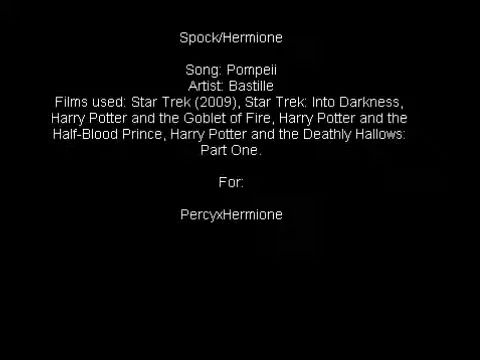 Spock/Hermione
Song: Pompeii
Artist: Bastille
Films used: Star Trek (2009), Star Trek: Into Darkness,
Harry Potter and the Goblet of Fire, Harry Potter and the
Half-Blood Prince, Harry Potter and the Deathly Hallows:
Part One.
For:
PercyxHermione